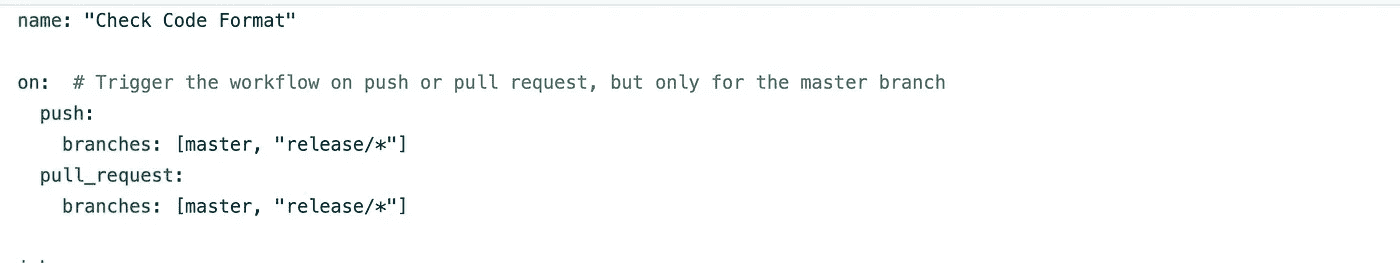 name: "Check Code Format"
on:  # Trigger the workflow on push or pull request, but only for the master branch
  push:
    branches: [master, "release/*"]
  pull_request:
    branches: [master, "release/*"]